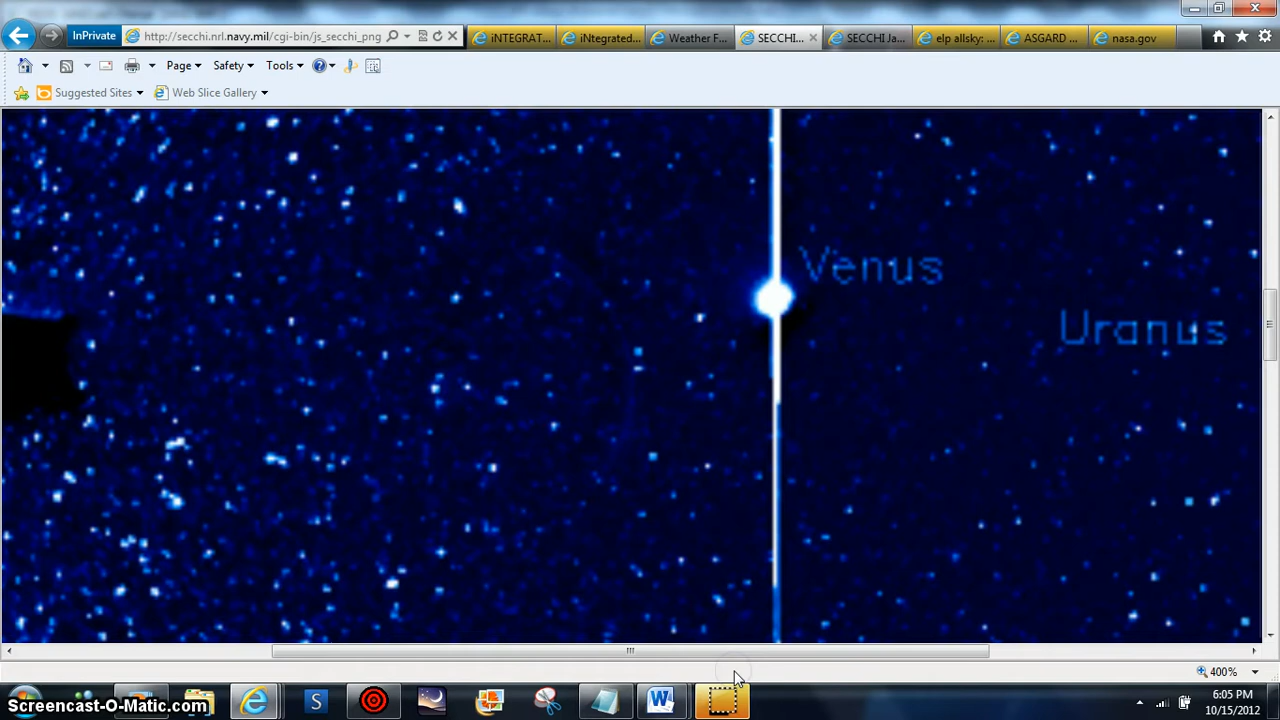 InPrivate
http://secchi.nrl.navy.mil/cgi-bin/js_secchi_png
iNTEGRAT...
iNtegrated...
Weather F...
SECCHI...
SECCHI Ja...
elp allsky: ...
ASGARD ...
nasa.gov
Page
Safety
Tools
Suggested Sites
Web Slice Gallery
Venus
Uranus
400%
S
W
6:05 PM
10/15/2012
Screencast-O-Matic.com